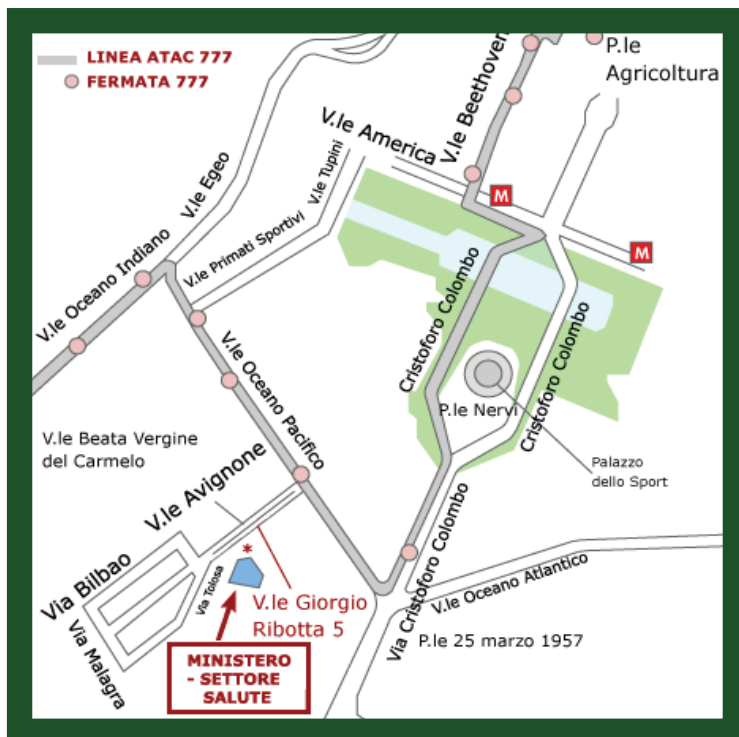 LINEA ATAC 777
FERMATA 777
P.le
Agricoltura
V.le Beethoven
V.le America
M
M
V.le Egeo
V.le Tupini
V.le Primati Sportivi
V.le Oceano Indiano
Cristoforo Colombo
Cristoforo Colombo
V.le Oceano Pacifico
P.le Nervi
Palazzo
dello Sport
V.le Beata Vergine
del Carmelo
V.le Avignone
Via Cristoforo Colombo
Via Bilbao
Via Tolosa
*
V.le Giorgio
Ribotta 5
V.le Oceano Atlantico
P.le 25 marzo 1957
Via Malagra
MINISTERO
- SETTORE
SALUTE